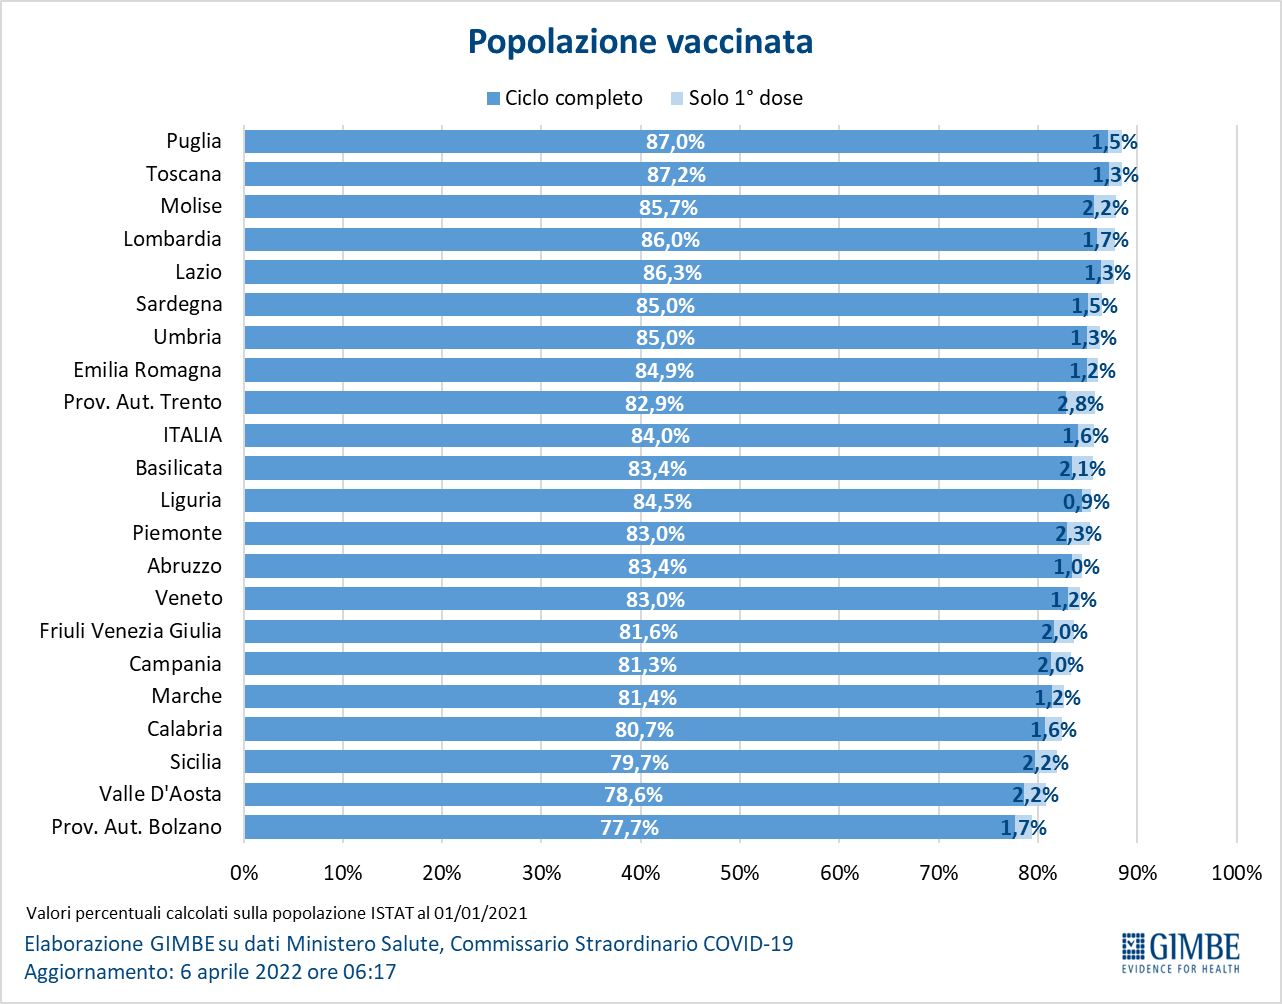 Popolazione vaccinata
Ciclo completo Solo 1° dose
Puglia 87,0% 1,5%
Toscana 87,2% 1,3%
Molise 85,7% 2,2%
Lombardia 86,0% 1,7%
Lazio 86,3% 1,3%
Sardegna 85,0% 1,5%
Umbria 85,0% 1,3%
Emilia Romagna 84,9% 1,2%
Prov. Aut. Trento 82,9% 2,8%
ITALIA 84,0% 1,6%
Basilicata 83,4% 2,1%
Liguria 84,5% 0,9%
Piemonte 83,0% 2,3%
Abruzzo 83,4% 1,0%
Veneto 83,0% 1,2%
Friuli Venezia Giulia 81,6% 2,0%
Campania 81,3% 2,0%
Marche 81,4% 1,2%
Calabria 80,7% 1,6%
Sicilia 79,7% 2,2%
Valle D'Aosta 78,6% 2,2%
Prov. Aut. Bolzano 77,7% 1,7%
0% 10% 20% 30% 40% 50% 60% 70% 80% 90% 100%
Valori percentuali calcolati sulla popolazione ISTAT al 01/01/2021
Elaborazione GIMBE su dati Ministero Salute, Commissario Straordinario COVID-19
Aggiornamento: 6 aprile 2022 ore 06:17
GIMBE
EVIDENCE FOR HEALTH